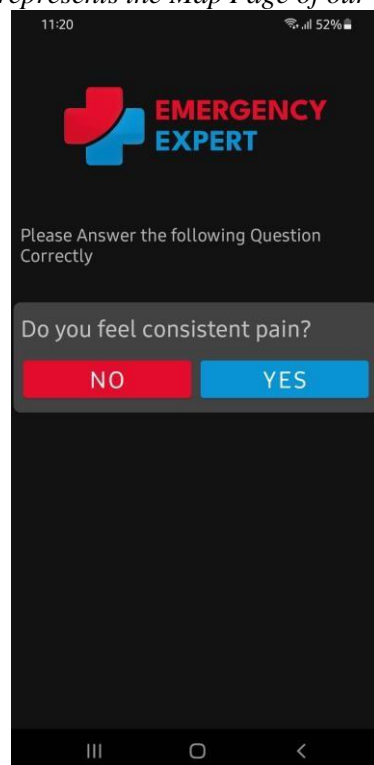 represents the Map Page of our
11:20 52%
EMERGENCY
EXPERT
Please Answer the following Question
Correctly
Do you feel consistent pain?
NO YES